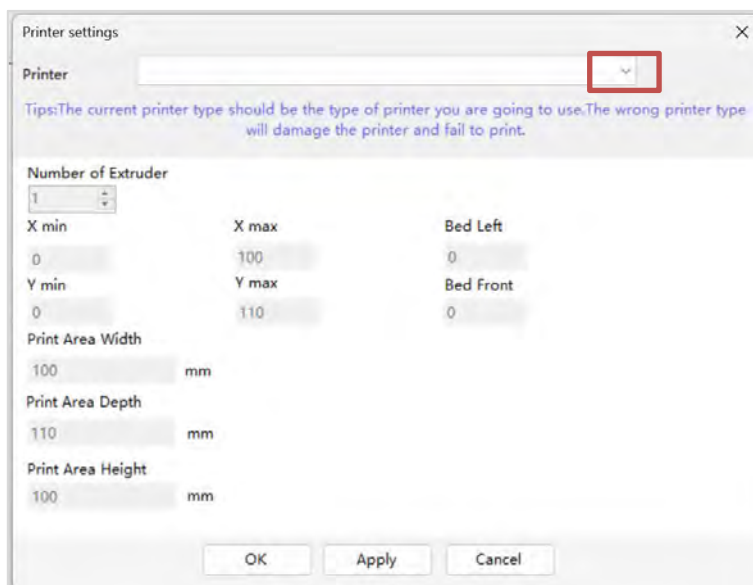 Printer settings
Printer
Tips:The current printer type should be the type of printer you are going to use.The wrong printer type
will damage the printer and fail to print.
Number of Extruder
1
X min X max Bed Left
0 100 0
Y min Y max Bed Front
0 110 0
Print Area Width
100 mm
Print Area Depth
110 mm
Print Area Height
100 mm
OK Apply Cancel